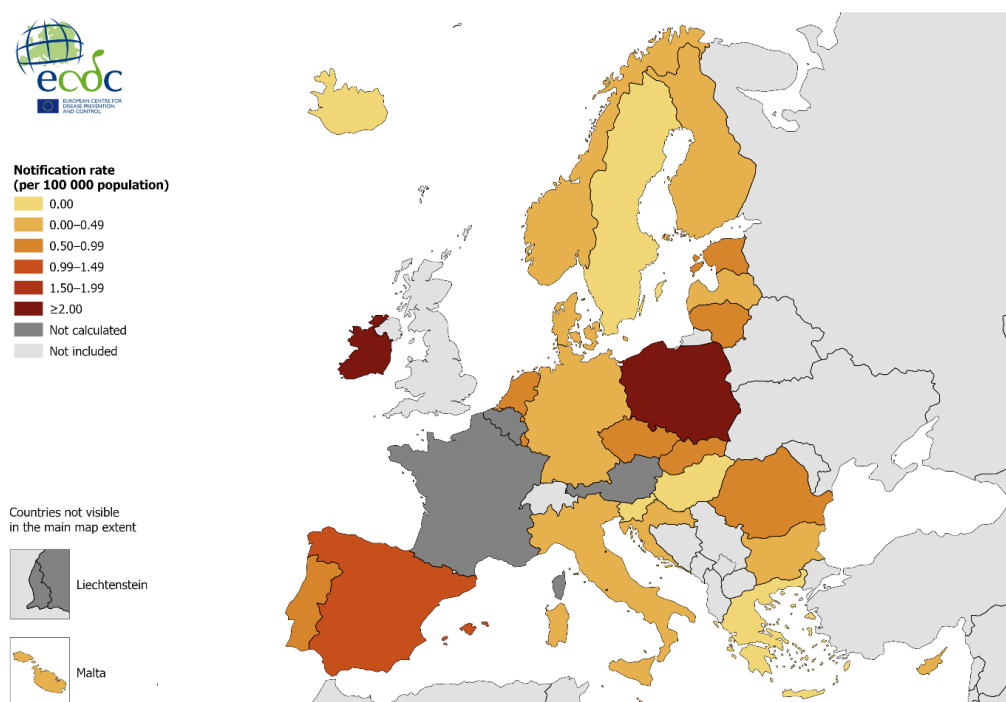 ecdc
EUROPEAN CENTRE FOR
DISEASE PREVENTION
AND CONTROL
Notification rate
(per 100 000 population)
0.00
0.00–0.49
0.50–0.99
0.99–1.49
1.50–1.99
≥2.00
Not calculated
Not included
Countries not visible
in the main map extent
Liechtenstein
Malta